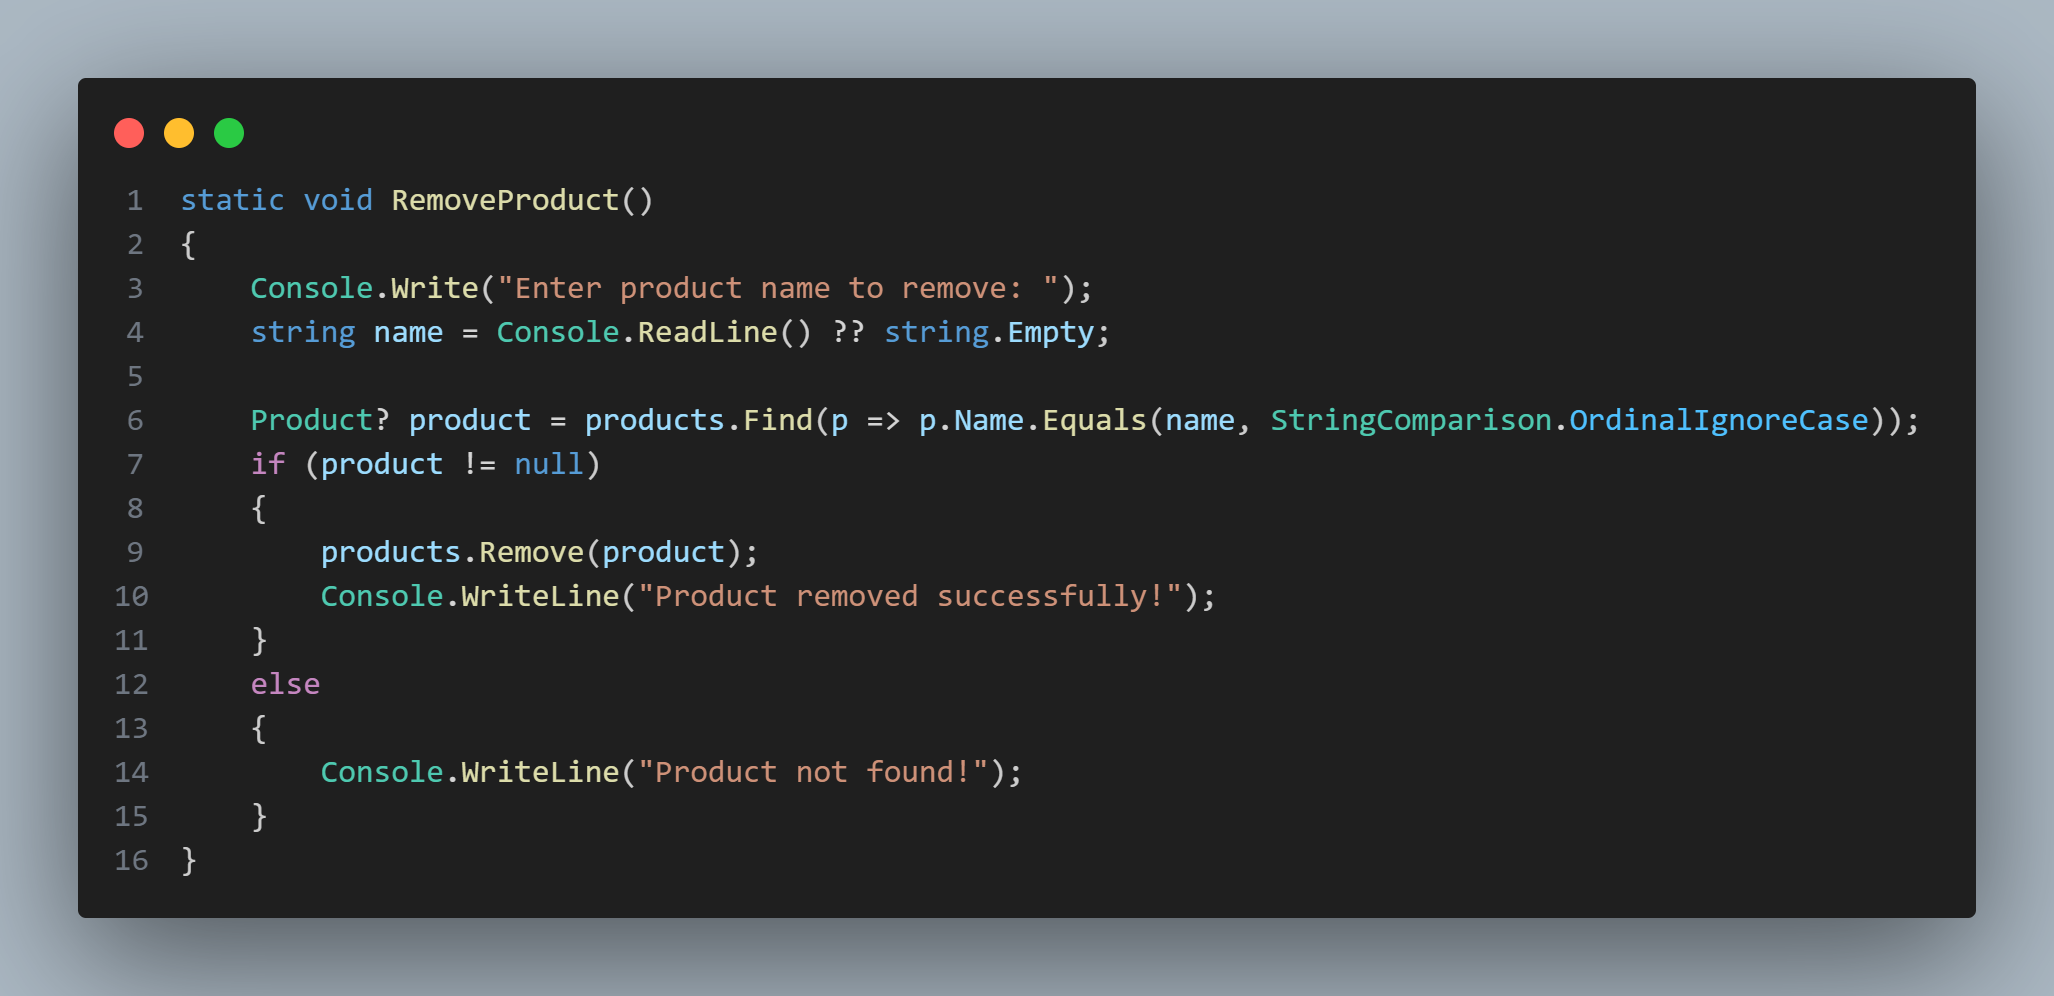 1 static void RemoveProduct()
2 {
3     Console.Write("Enter product name to remove: ");
4     string name = Console.ReadLine() ?? string.Empty;
5
6     Product? product = products.Find(p => p.Name.Equals(name, StringComparison.OrdinalIgnoreCase));
7     if (product != null)
8     {
9         products.Remove(product);
10         Console.WriteLine("Product removed successfully!");
11     }
12     else
13     {
14         Console.WriteLine("Product not found!");
15     }
16 }